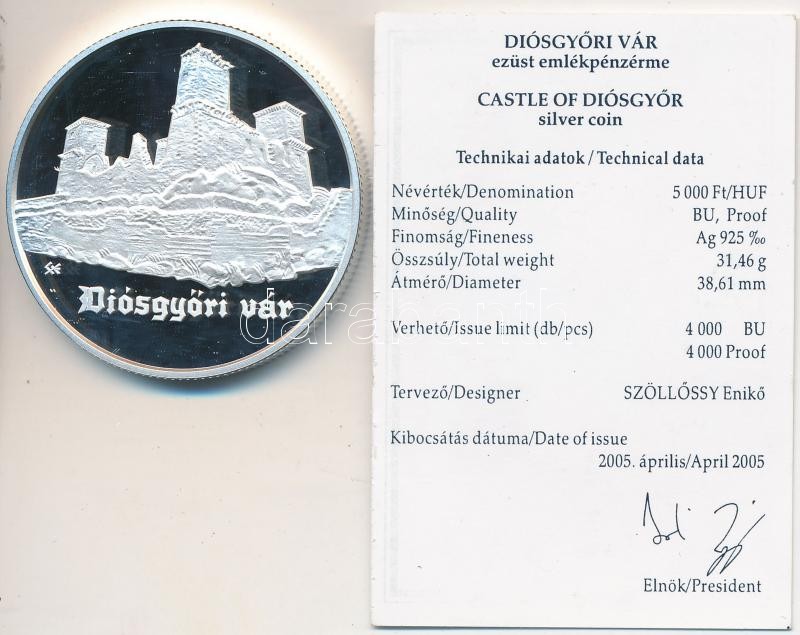 Diósgyőri vár
DIÓSGYŐRI VÁR
ezüst emlékpénzérme
CASTLE OF DIÓSGYŐR
silver coin
Technikai adatok / Technical data
Névérték/Denomination 5 000 Ft/HUF
Minőség/Quality BU, Proof
Finomság/Fineness Ag 925 ‰
Összsúly/Total weight 31,46 g
Átmérő/Diameter 38,61 mm
Verhető/Issue limit (db/pcs) 4 000 BU
4 000 Proof
Tervező/Designer SZÖLLŐSSY Enikő
Kibocsátás dátuma/Date of issue
2005. április/April 2005
Elnök/President